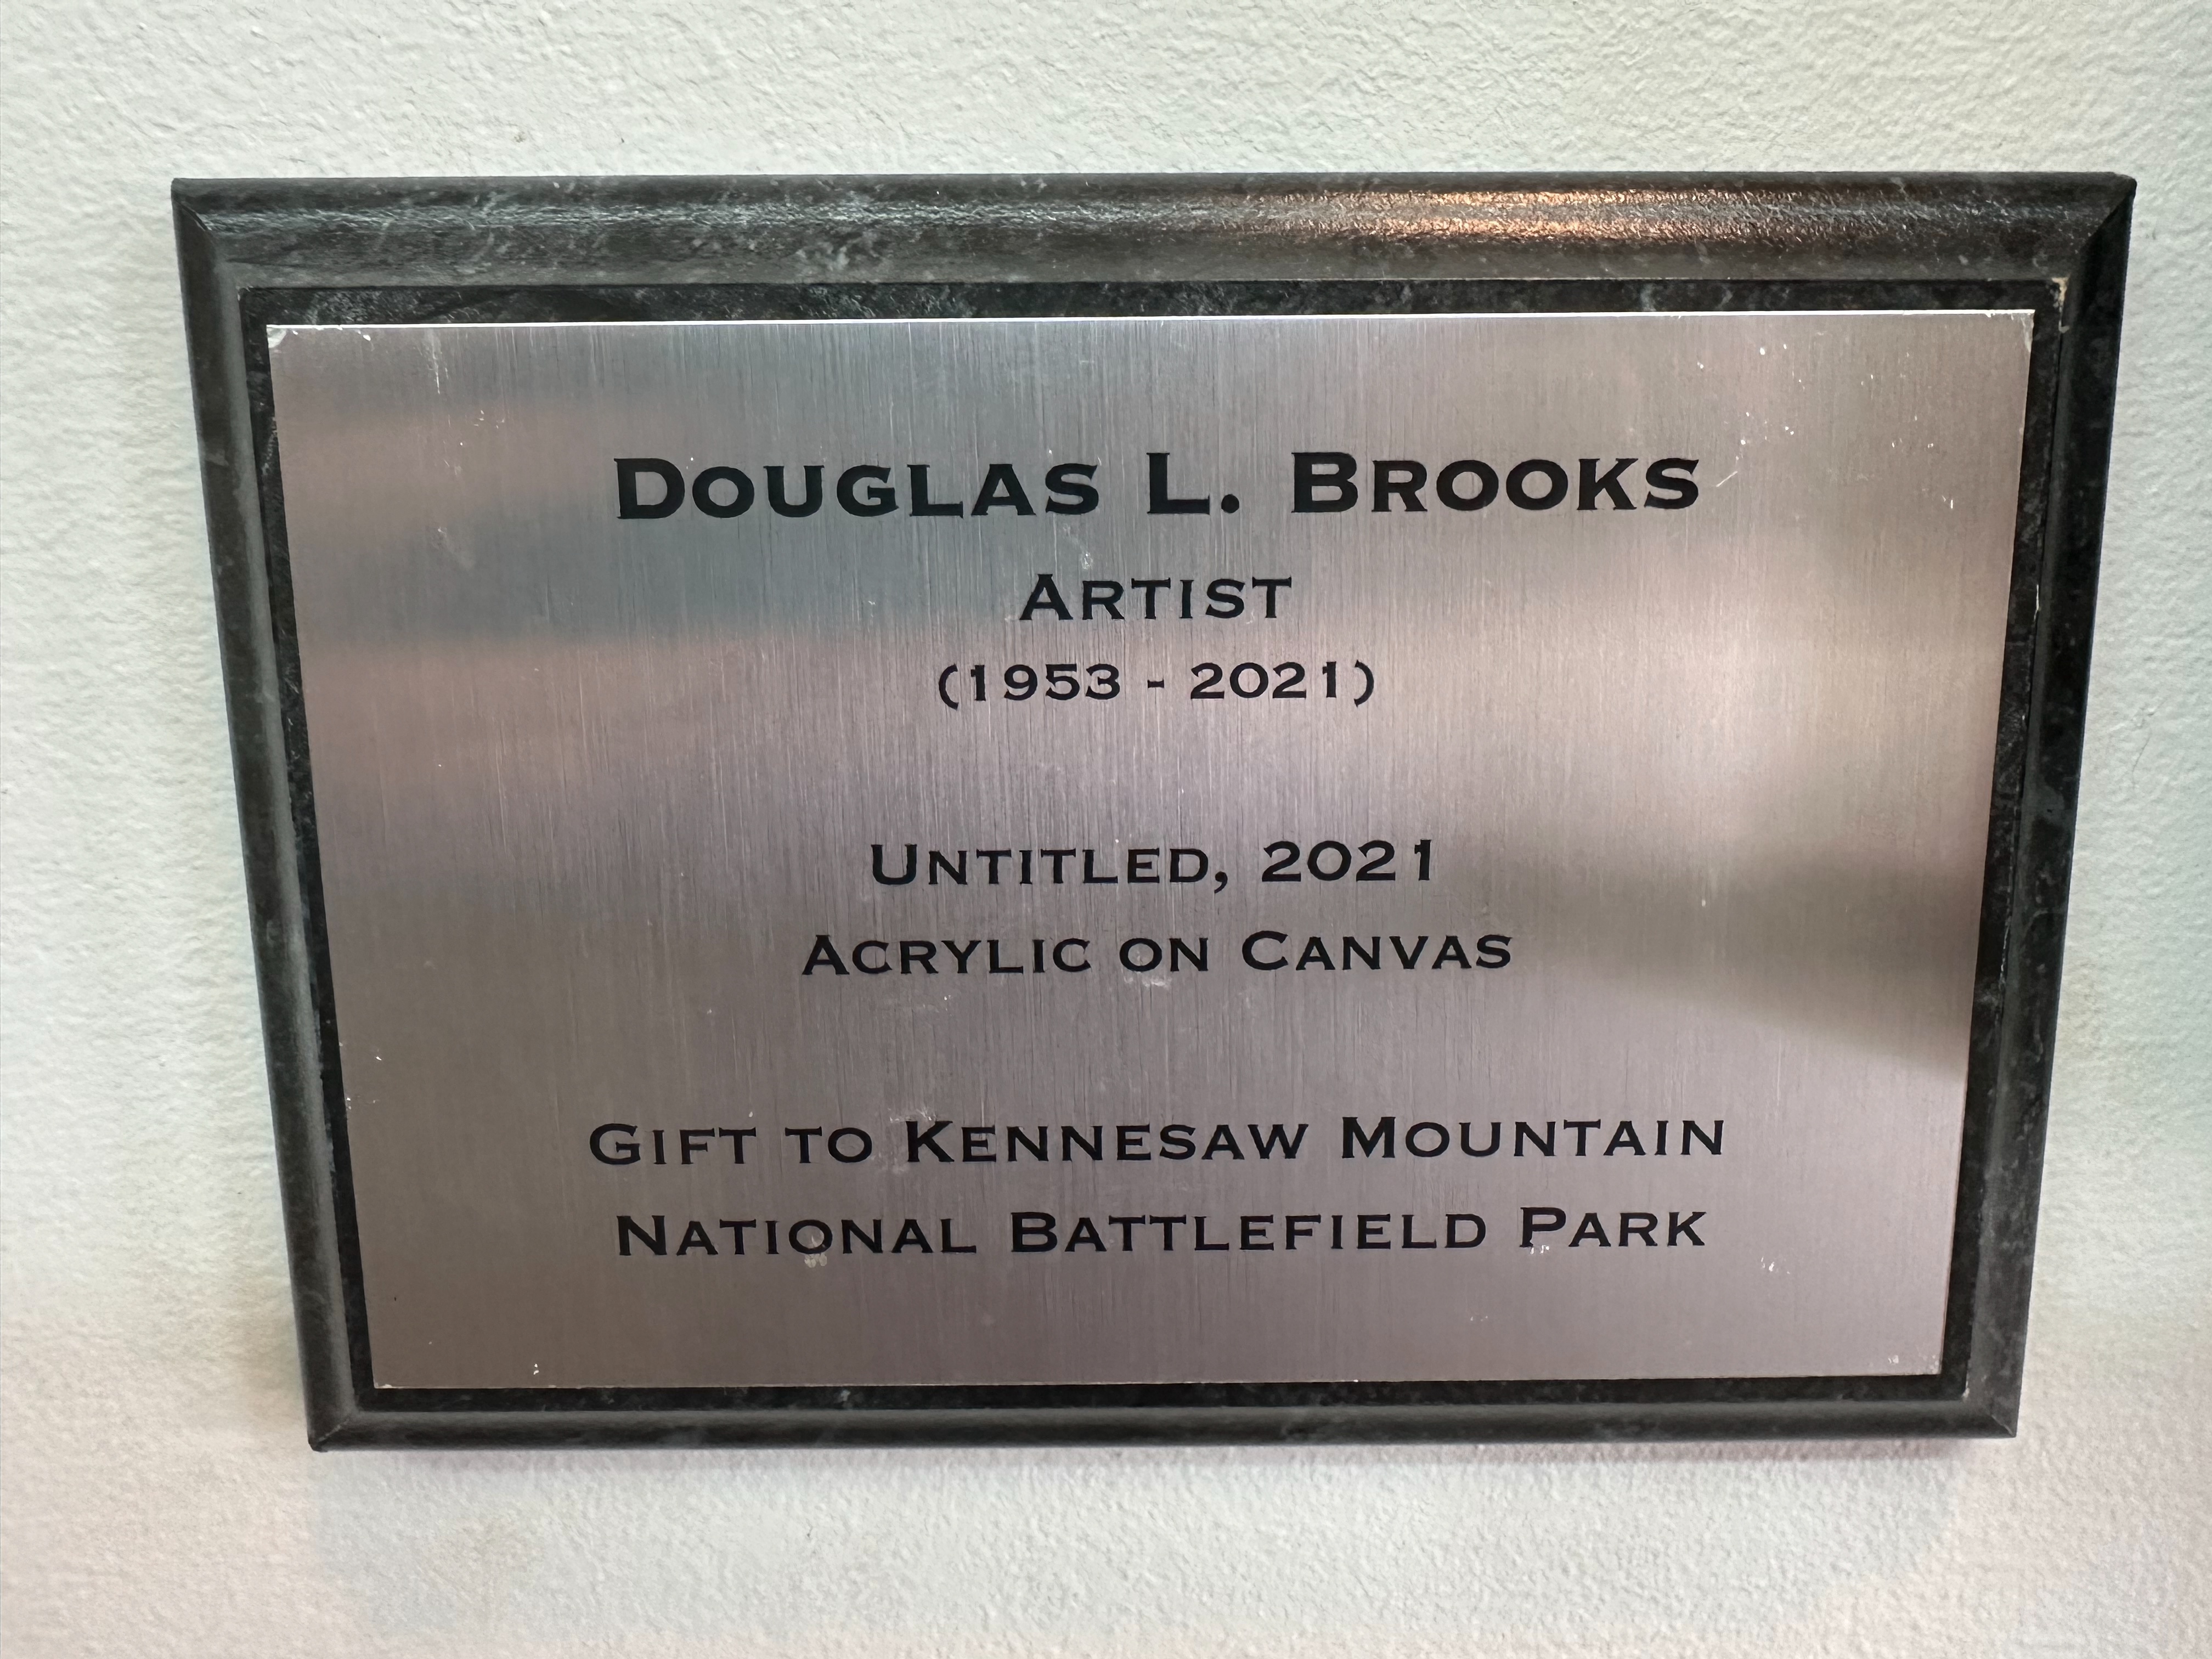 Douglas L. Brooks
Artist
(1953 - 2021)
Untitled, 2021
Acrylic on Canvas
Gift to Kennesaw Mountain
National Battlefield Park